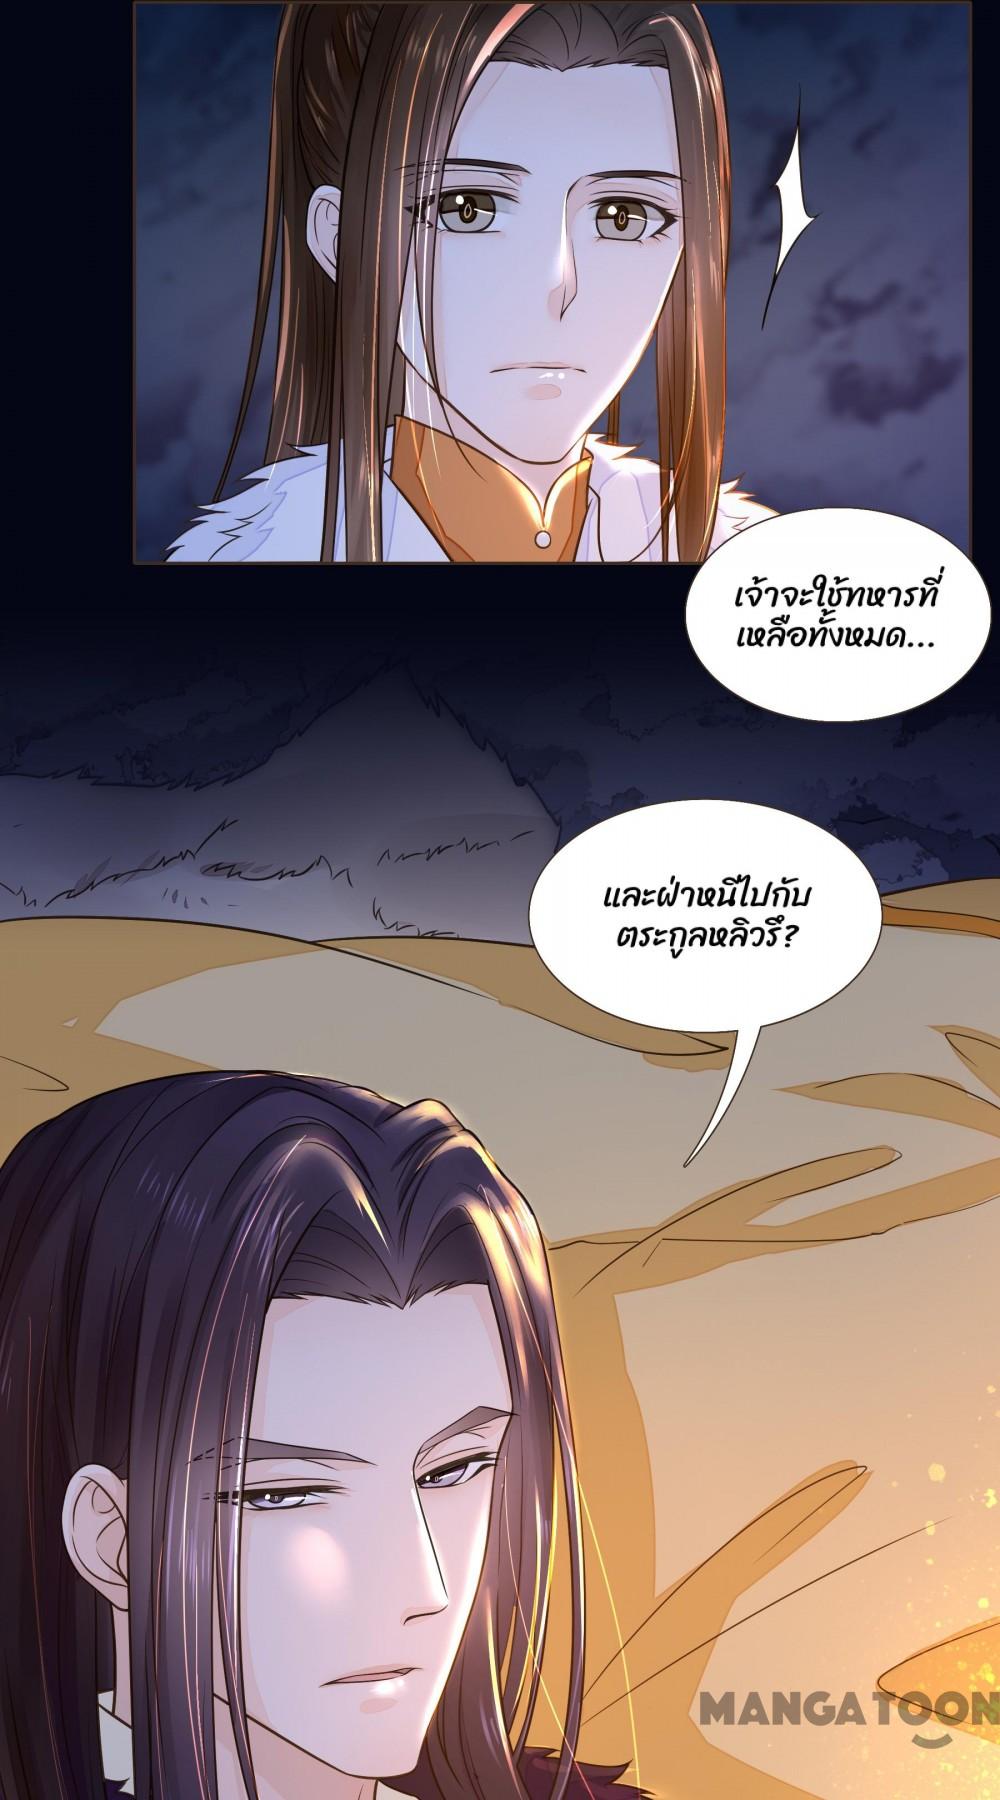 เจ้าจะใช้ทหารที่
เหลือทั้งหมด...
และฝ่าหนีไปกับ
ตระกูลหลิวรึ?
MANGATOON